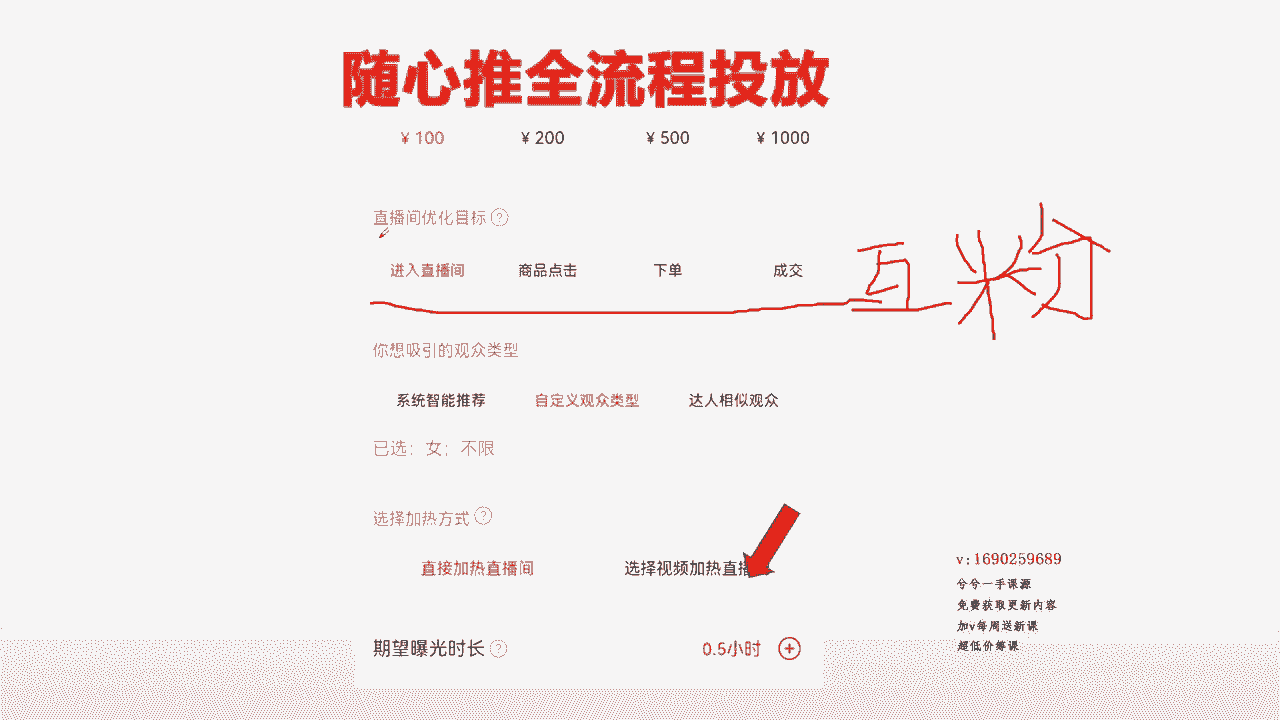 随心推全流程投放
¥ 100 ¥ 200 ¥ 500 ¥ 1000
直播间优化目标 ?
进入直播间 商品点击 下单 成交
互粉
你想吸引的观众类型
系统智能推荐 自定义观众类型 达人相似观众
已选：女；不限
选择加热方式 ?
直接加热直播间 选择视频加热直播
期望曝光时长 ? 0.5小时 +
v:1690259689
兮兮一手课源
免费获取更新内容
加v每周送新课
超低价筹课